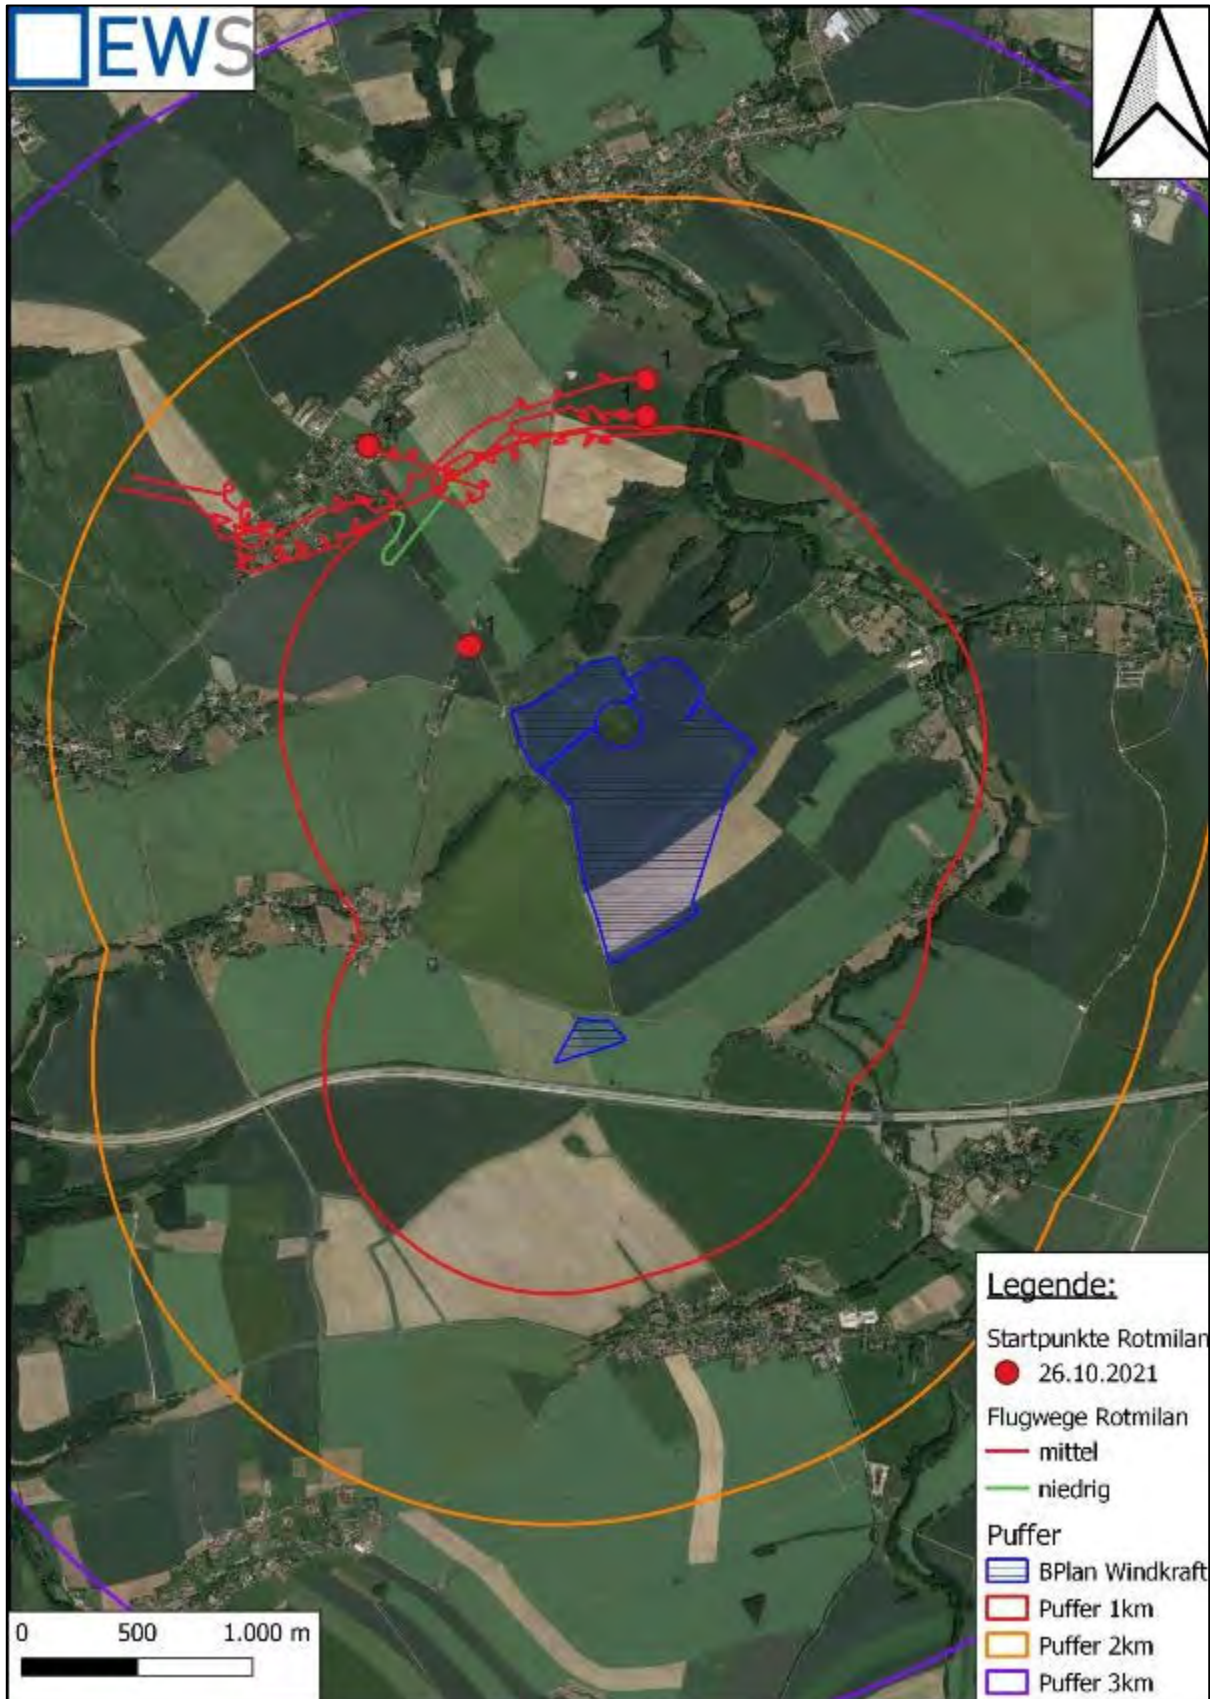 EWS
1
1
1
1
Legende:
Startpunkte Rotmilan
26.10.2021
Flugwege Rotmilan
mittel
niedrig
Puffer
BPlan Windkraft
Puffer 1km
Puffer 2km
Puffer 3km
0 500 1.000 m